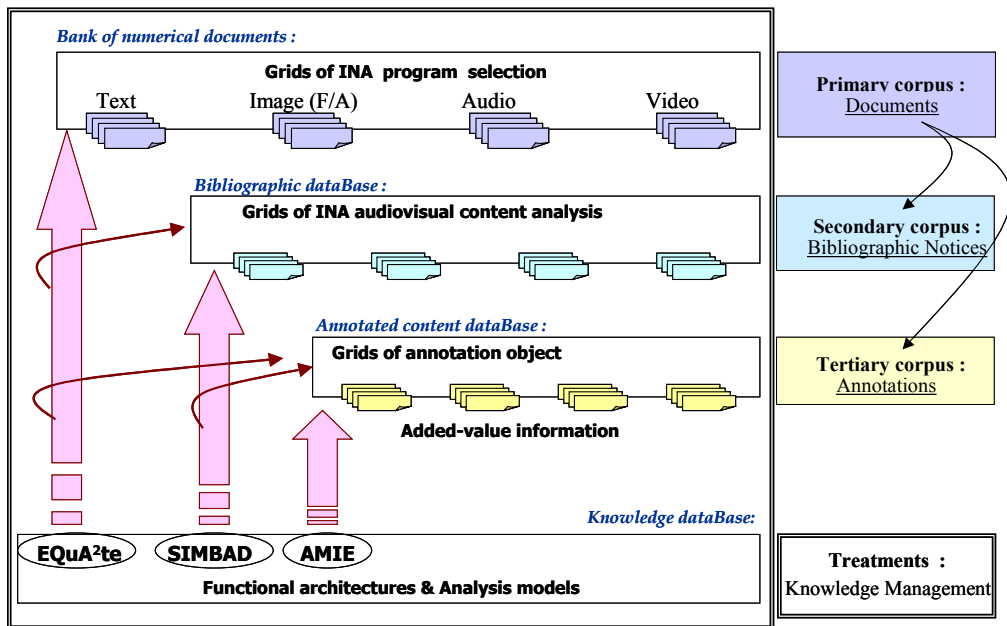 Bank of numerical documents :
Grids of INA program selection
Text Image (F/A) Audio Video
Primary corpus :
Documents
Bibliographic dataBase :
Grids of INA audiovisual content analysis
Secondary corpus :
Bibliographic Notices
Annotated content dataBase :
Grids of annotation object
Tertiary corpus :
Annotations
Added-value information
Knowledge dataBase:
EQuA²te SIMBAD AMIE
Functional architectures & Analysis models
Treatments :
Knowledge Management